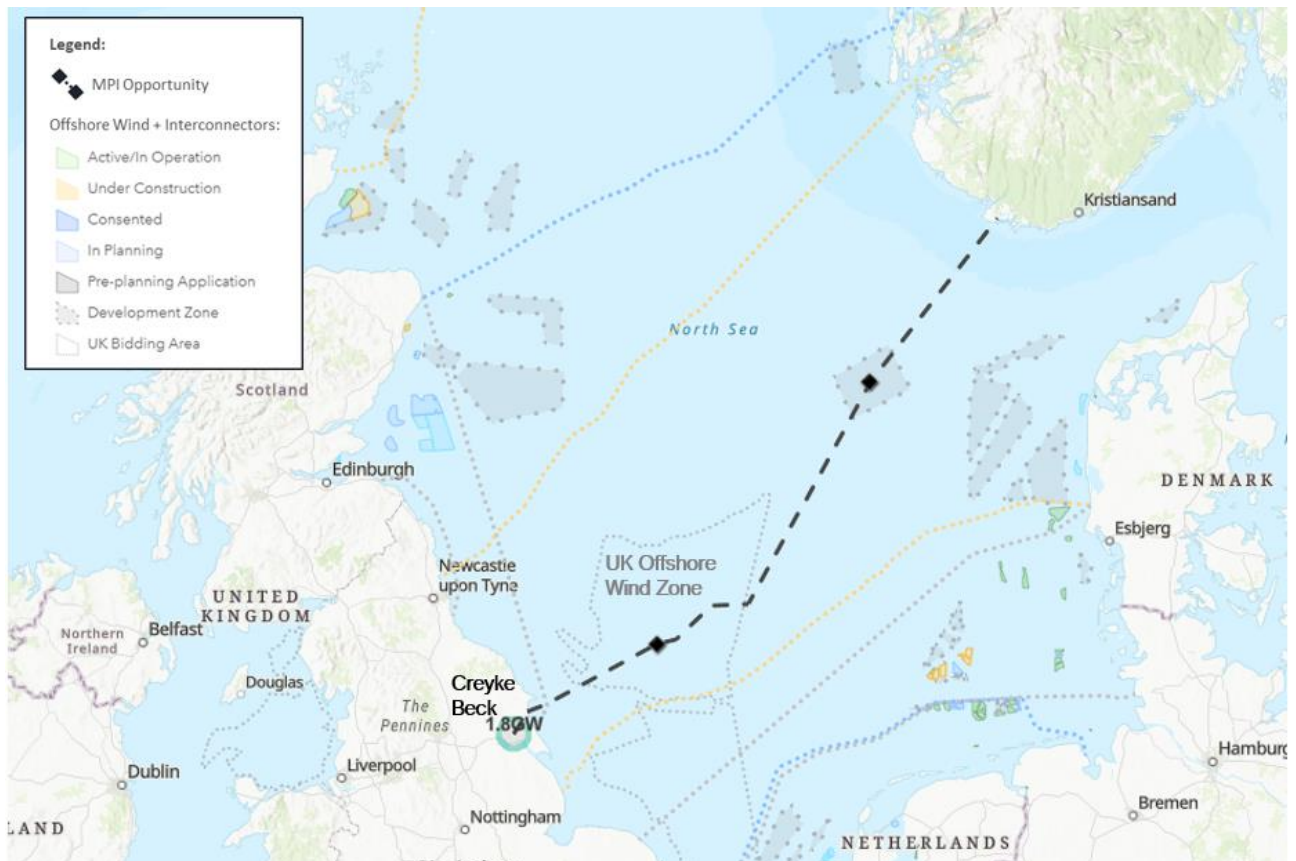 Legend:
MPI Opportunity
Offshore Wind + Interconnectors:
Active/In Operation
Under Construction
Consented
In Planning
Pre-planning Application
Development Zone
UK Bidding Area
Kristiansand
North Sea
Scotland
Edinburgh
DENMARK
Esbjerg
Newcastle
upon Tyne
UK Offshore
Wind Zone
UNITED
KINGDOM
Northern
Ireland
Belfast
Douglas
The
Pennines
Creyke
Beck
1.8GW
Dublin
Liverpool
Hamburg
Nottingham
Bremen
LAND
NETHERLANDS